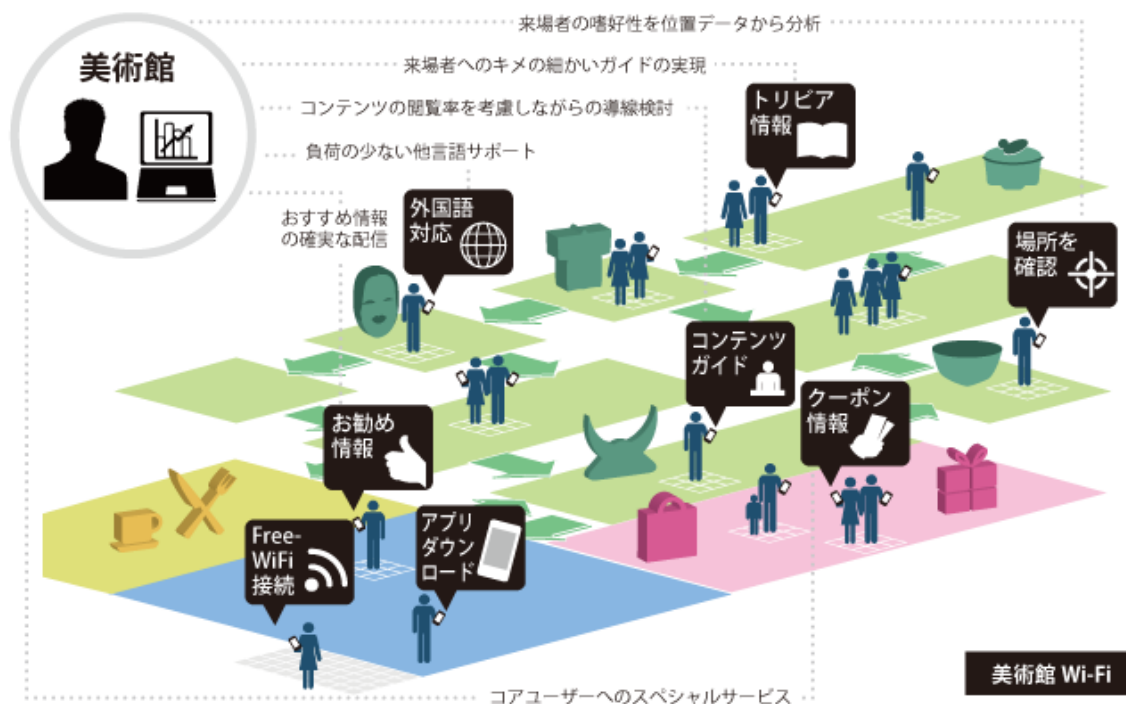 来場者の嗜好性を位置データから分析
美術館
来場者へのキメの細かいガイドの実現
コンテンツの閲覧率を考慮しながらの導線検討
負荷の少ない他言語サポート
おすすめ情報
の確実な配信
トリビア
情報
外国語
対応
場所を
確認
コンテンツ
ガイド
クーポン
情報
お勧め
情報
Free-
WiFi
接続
アプリ
ダウン
ロード
コアユーザーへのスペシャルサービス
美術館 Wi-Fi